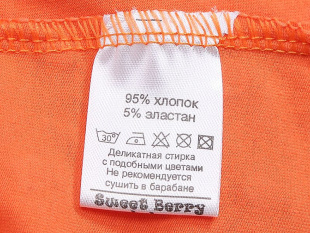 95% хлопок
5% эластан
30°
Деликатная стирка
с подобными цветами
Не рекомендуется
сушить в барабане
Sweet Berry